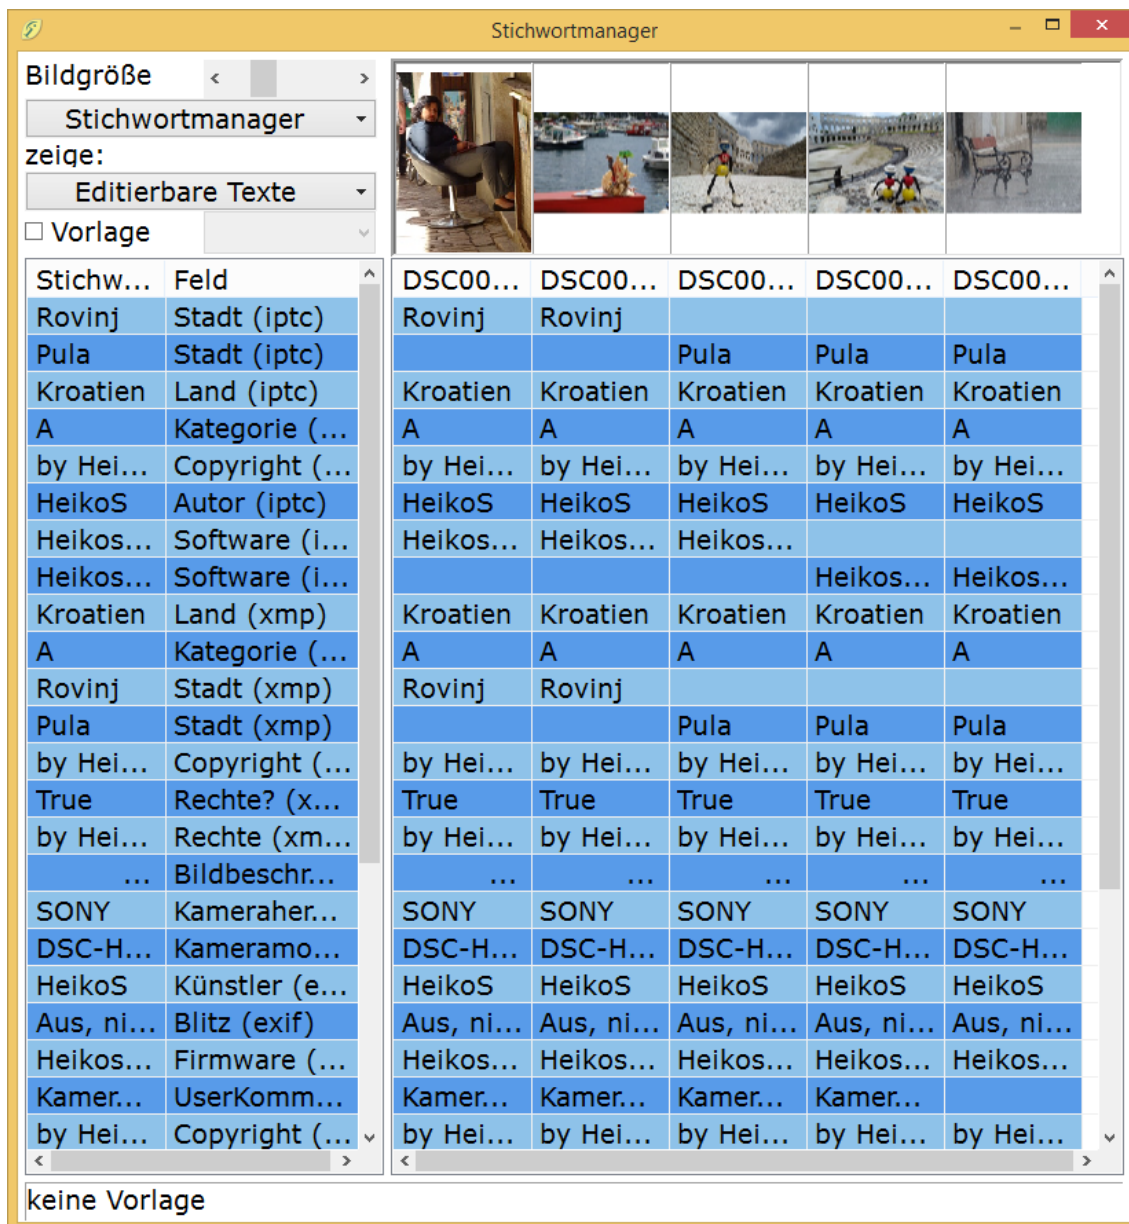 Stichwortmanager
Bildgröße
Stichwortmanager
zeige:
Editierbare Texte
Vorlage
Stichw... Feld DSC00... DSC00... DSC00... DSC00... DSC00...
Rovinj Stadt (iptc) Rovinj Rovinj
Pula Stadt (iptc) Pula Pula Pula
Kroatien Land (iptc) Kroatien Kroatien Kroatien Kroatien Kroatien
A Kategorie (... A A A A A
by Hei... Copyright (... by Hei... by Hei... by Hei... by Hei... by Hei...
HeikoS Autor (iptc) HeikoS HeikoS HeikoS HeikoS HeikoS
Heikos... Software (i... Heikos... Heikos... Heikos...
Heikos... Software (i... Heikos... Heikos...
Kroatien Land (xmp) Kroatien Kroatien Kroatien Kroatien Kroatien
A Kategorie (... A A A A A
Rovinj Stadt (xmp) Rovinj Rovinj
Pula Stadt (xmp) Pula Pula Pula
by Hei... Copyright (... by Hei... by Hei... by Hei... by Hei... by Hei...
True Rechte? (x... True True True True True
by Hei... Rechte (xm... by Hei... by Hei... by Hei... by Hei... by Hei...
... Bildbeschr... ... ... ... ... ...
SONY Kameraher... SONY SONY SONY SONY SONY
DSC-H... Kameramo... DSC-H... DSC-H... DSC-H... DSC-H... DSC-H...
HeikoS Künstler (e... HeikoS HeikoS HeikoS HeikoS HeikoS
Aus, ni... Blitz (exif) Aus, ni... Aus, ni... Aus, ni... Aus, ni... Aus, ni...
Heikos... Firmware (... Heikos... Heikos... Heikos... Heikos... Heikos...
Kamer... UserKomm... Kamer... Kamer... Kamer... Kamer...
by Hei... Copyright (... by Hei... by Hei... by Hei... by Hei... by Hei...
keine Vorlage